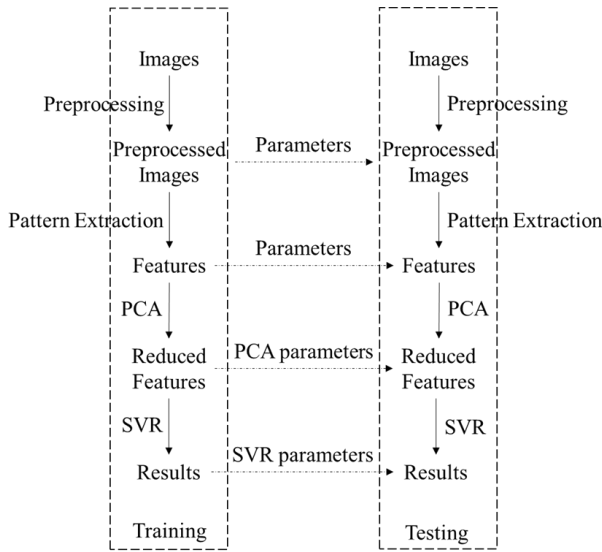 Images
Preprocessing
Preprocessed
Images
Pattern Extraction
Features
PCA
Reduced
Features
SVR
Results
Training
Parameters
Parameters
PCA parameters
SVR parameters
Images
Preprocessing
Preprocessed
Images
Pattern Extraction
Features
PCA
Reduced
Features
SVR
Results
Testing